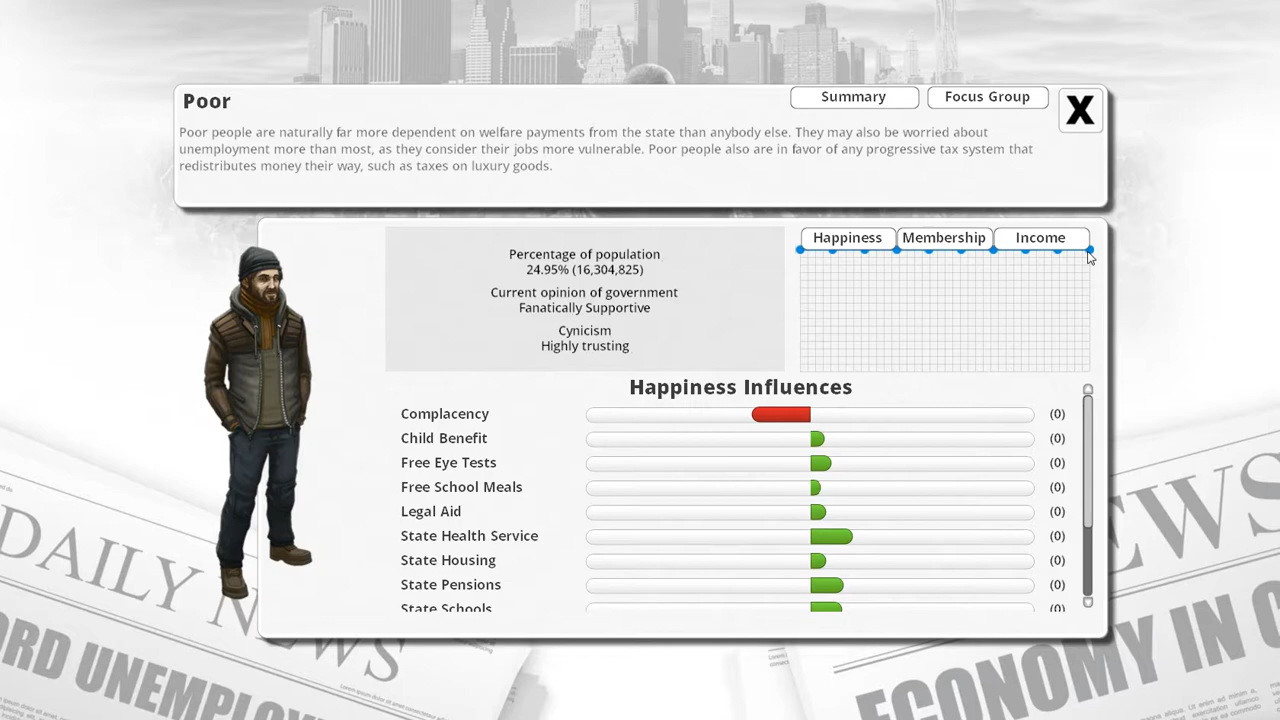 Poor
Summary
Focus Group
X
Poor people are naturally far more dependent on welfare payments from the state than anybody else. They may also be worried about
unemployment more than most, as they consider their jobs more vulnerable. Poor people also are in favor of any progressive tax system that
redistributes money their way, such as taxes on luxury goods.
Percentage of population
24.95% (16,304,825)
Current opinion of government
Fanatically Supportive
Cynicism
Highly trusting
Happiness
Membership
Income
Happiness Influences
Complacency (0)
Child Benefit (0)
Free Eye Tests (0)
Free School Meals (0)
Legal Aid (0)
State Health Service (0)
State Housing (0)
State Pensions (0)
State Schools (0)
DAILY NEWS
ORD UNEMPLO
NEWS
ECONOMY IN C